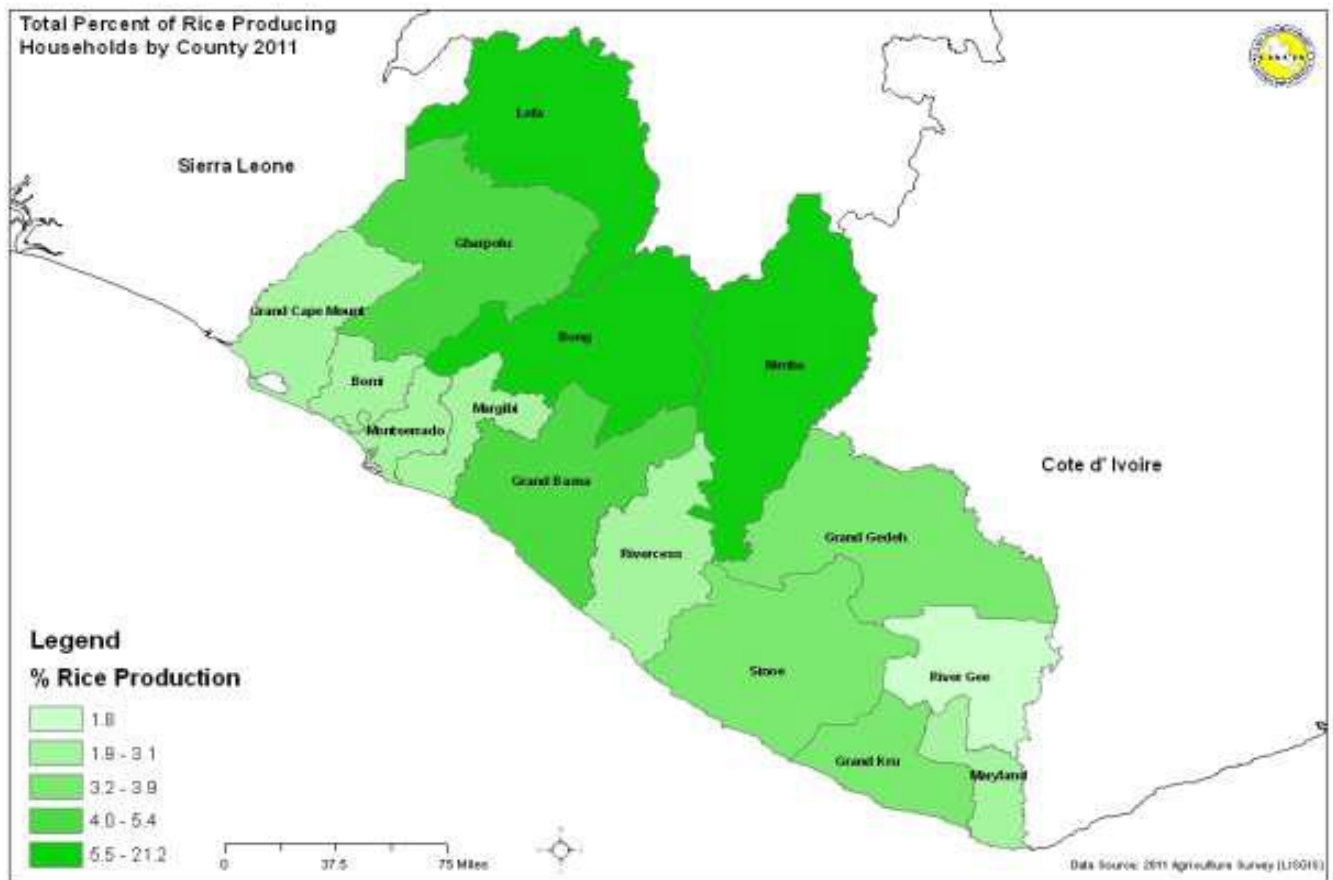 Total Percent of Rice Producing
Households by County 2011
Lofa
Sierra Leone
Gbarpolu
Grand Cape Mount
Bong
Nimba
Bomi
Margibi
Montserrado
Cote d' Ivoire
Grand Bassa
Grand Gedeh
Rivercess
Legend
% Rice Production
Sinoe
River Gee
1.8
1.9 - 3.1
Grand Kru
Maryland
3.2 - 3.9
4.0 - 5.4
5.5 - 21.2
0
37.5
75 Miles
Data Source: 2011 Agriculture Survey (LISGIS)